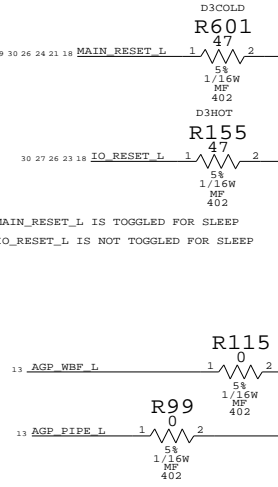 D3COLD
R601
47
9 30 26 24 21 18 MAIN_RESET_L 1 2
5%
1/16W
MF
402
D3HOT
R155
47
30 27 26 23 18 IO_RESET_L 1 2
5%
1/16W
MF
402
MAIN_RESET_L IS TOGGLED FOR SLEEP
IO_RESET_L IS NOT TOGGLED FOR SLEEP
R115
0
13 AGP_WBF_L 1 2
5%
1/16W
MF
402
R99
0
13 AGP_PIPE_L 1 2
5%
1/16W
MF
402